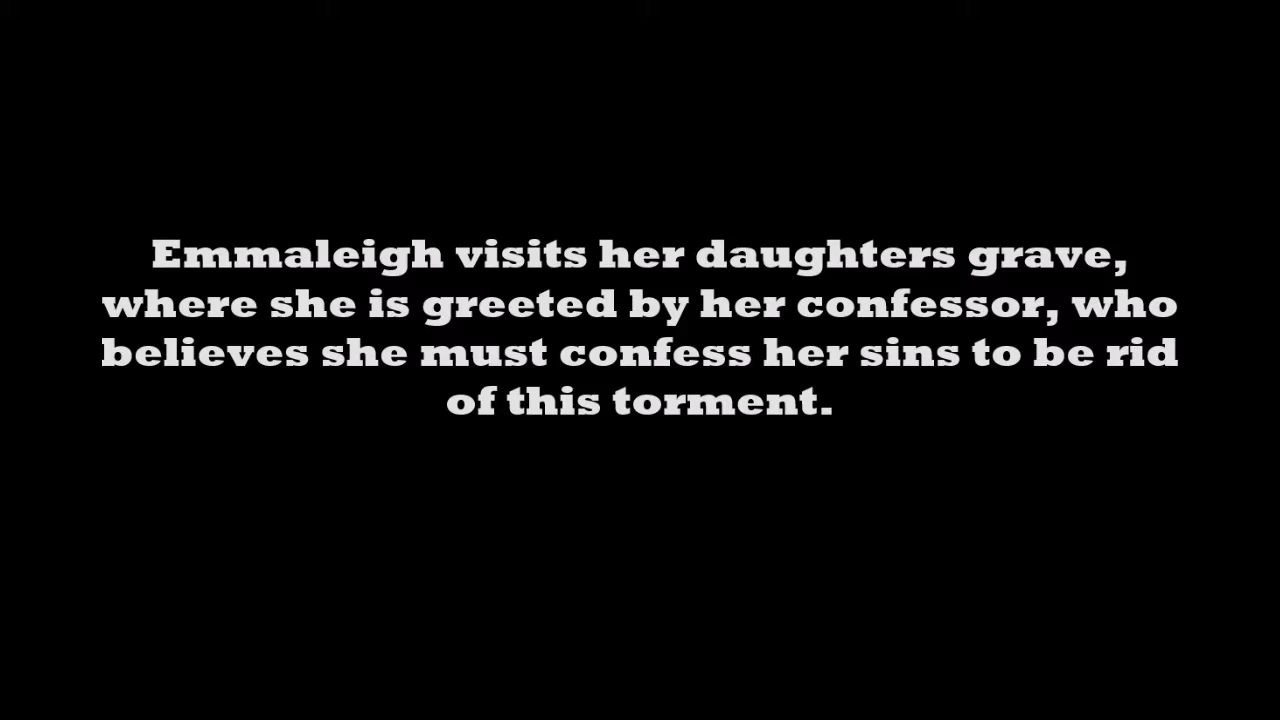 Emmaleigh visits her daughters grave,
where she is greeted by her confessor, who
believes she must confess her sins to be rid
of this torment.